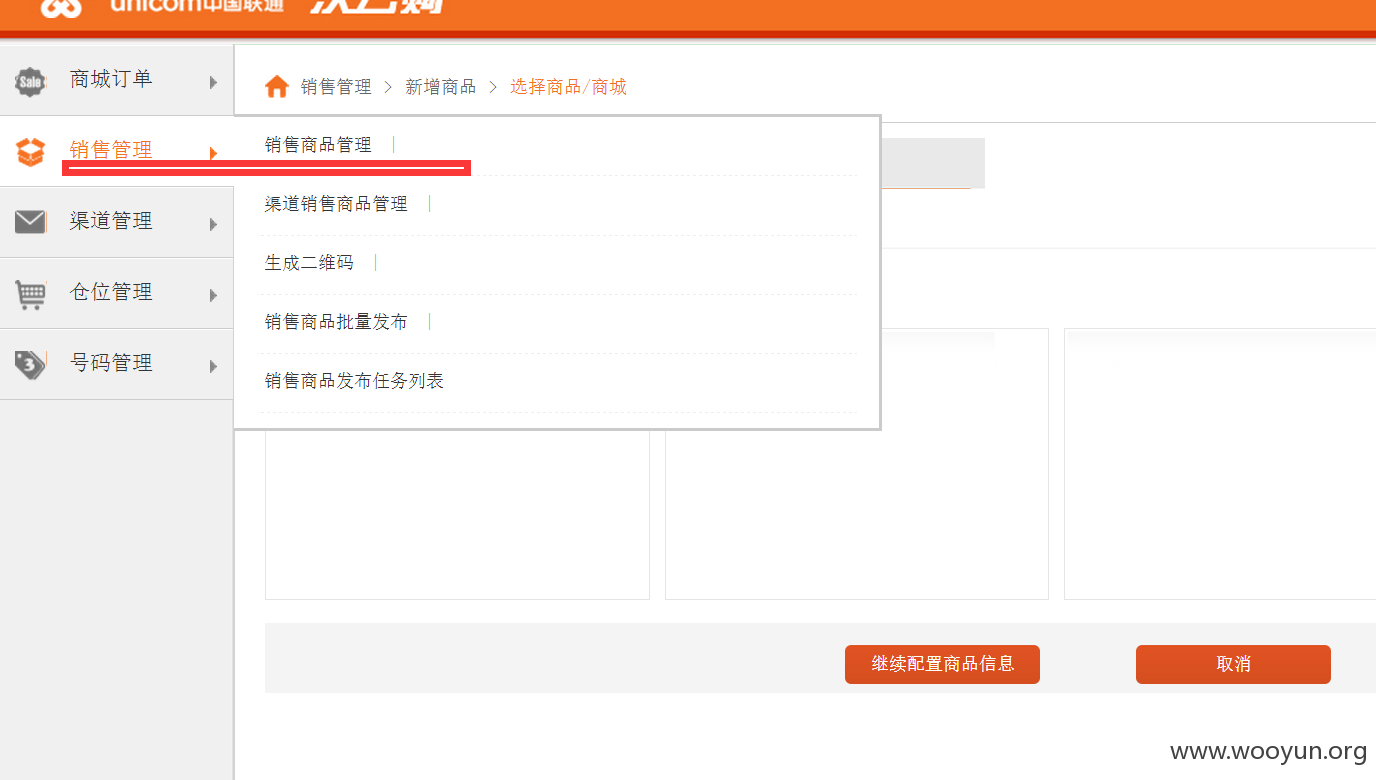 unicom中国联通 沃云购
商城订单
销售管理
渠道管理
仓位管理
号码管理
Sale
3
销售管理 > 新增商品 > 选择商品/商城
销售商品管理
渠道销售商品管理
生成二维码
销售商品批量发布
销售商品发布任务列表
继续配置商品信息
取消
www.wooyun.org